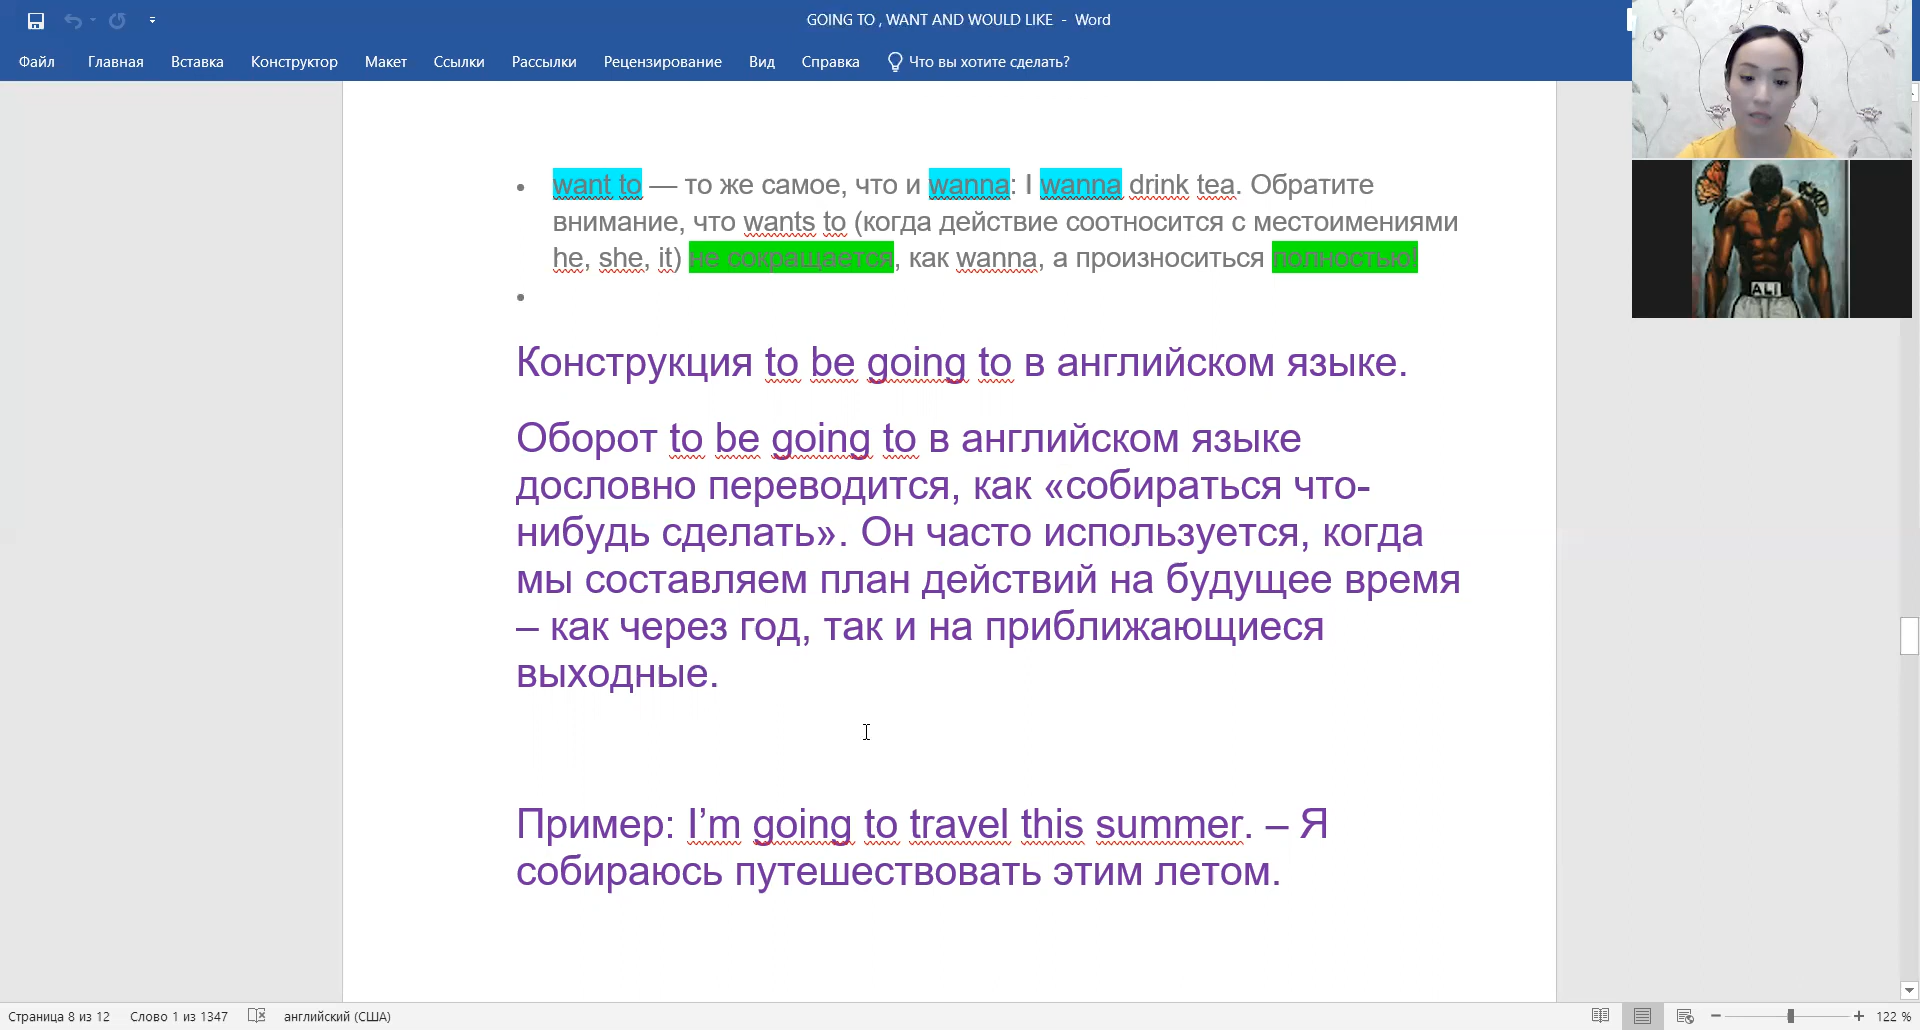 GOING TO , WANT AND WOULD LIKE - Word
Файл Главная Вставка Конструктор Макет Ссылки Рассылки Рецензирование Вид Справка Что вы хотите сделать?
• want to — то же самое, что и wanna: I wanna drink tea. Обратите
внимание, что wants to (когда действие соотносится с местоимениями
he, she, it) не сокращается, как wanna, а произноситься полностью!
•
Конструкция to be going to в английском языке.
Оборот to be going to в английском языке
дословно переводится, как «собираться что-
нибудь сделать». Он часто используется, когда
мы составляем план действий на будущее время
– как через год, так и на приближающиеся
выходные.
Пример: I’m going to travel this summer. – Я
собираюсь путешествовать этим летом.
ALI
Страница 8 из 12 Слово 1 из 1347 английский (США) 122 %